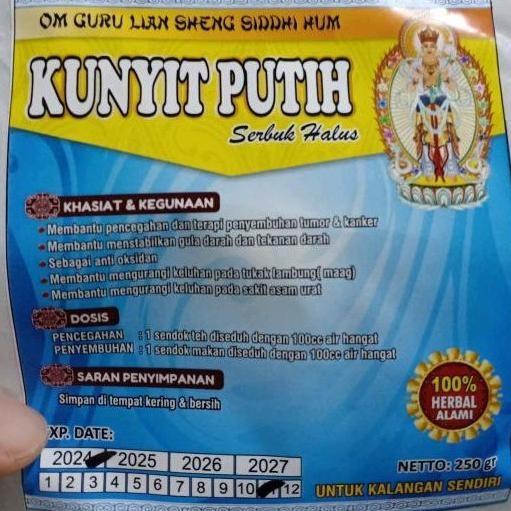 OM GURU LIAN SHENG SIDDHI HUM
KUNYIT PUTIH
Serbuk Halus
KHASIAT & KEGUNAAN
Membantu pencegahan dan terapi penyembuhan tumor & kanker
Membantu menstabilkan gula darah dan tekanan darah
Sebagai anti oksidan
Membantu mengurangi keluhan pada tukak lambung( maag)
Membantu mengurangi keluhan pada sakit asam urat
DOSIS
PENCEGAHAN : 1 sendok teh diseduh dengan 100cc air hangat
PENYEMBUHAN : 1 sendok makan diseduh dengan 100cc air hangat
SARAN PENYIMPANAN
Simpan di tempat kering & bersih
100%
HERBAL
ALAMI
EXP. DATE:
2024 2025 2026 2027
1 2 3 4 5 6 7 8 9 10 12
NETTO: 250 gr
UNTUK KALANGAN SENDIRI